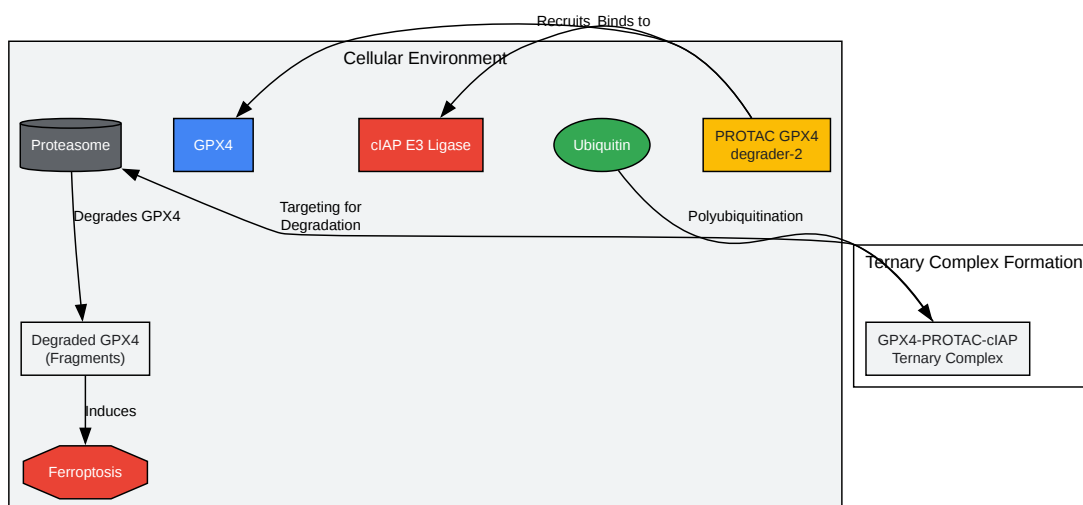 Recruits
Binds to
Cellular Environment
Proteasome
GPX4
cIAP E3 Ligase
Ubiquitin
PROTAC GPX4
degrader-2
Degrades GPX4
Targeting for
Degradation
Polyubiquitination
Ternary Complex Formation
Degraded GPX4
(Fragments)
GPX4-PROTAC-cIAP
Ternary Complex
Induces
Ferroptosis